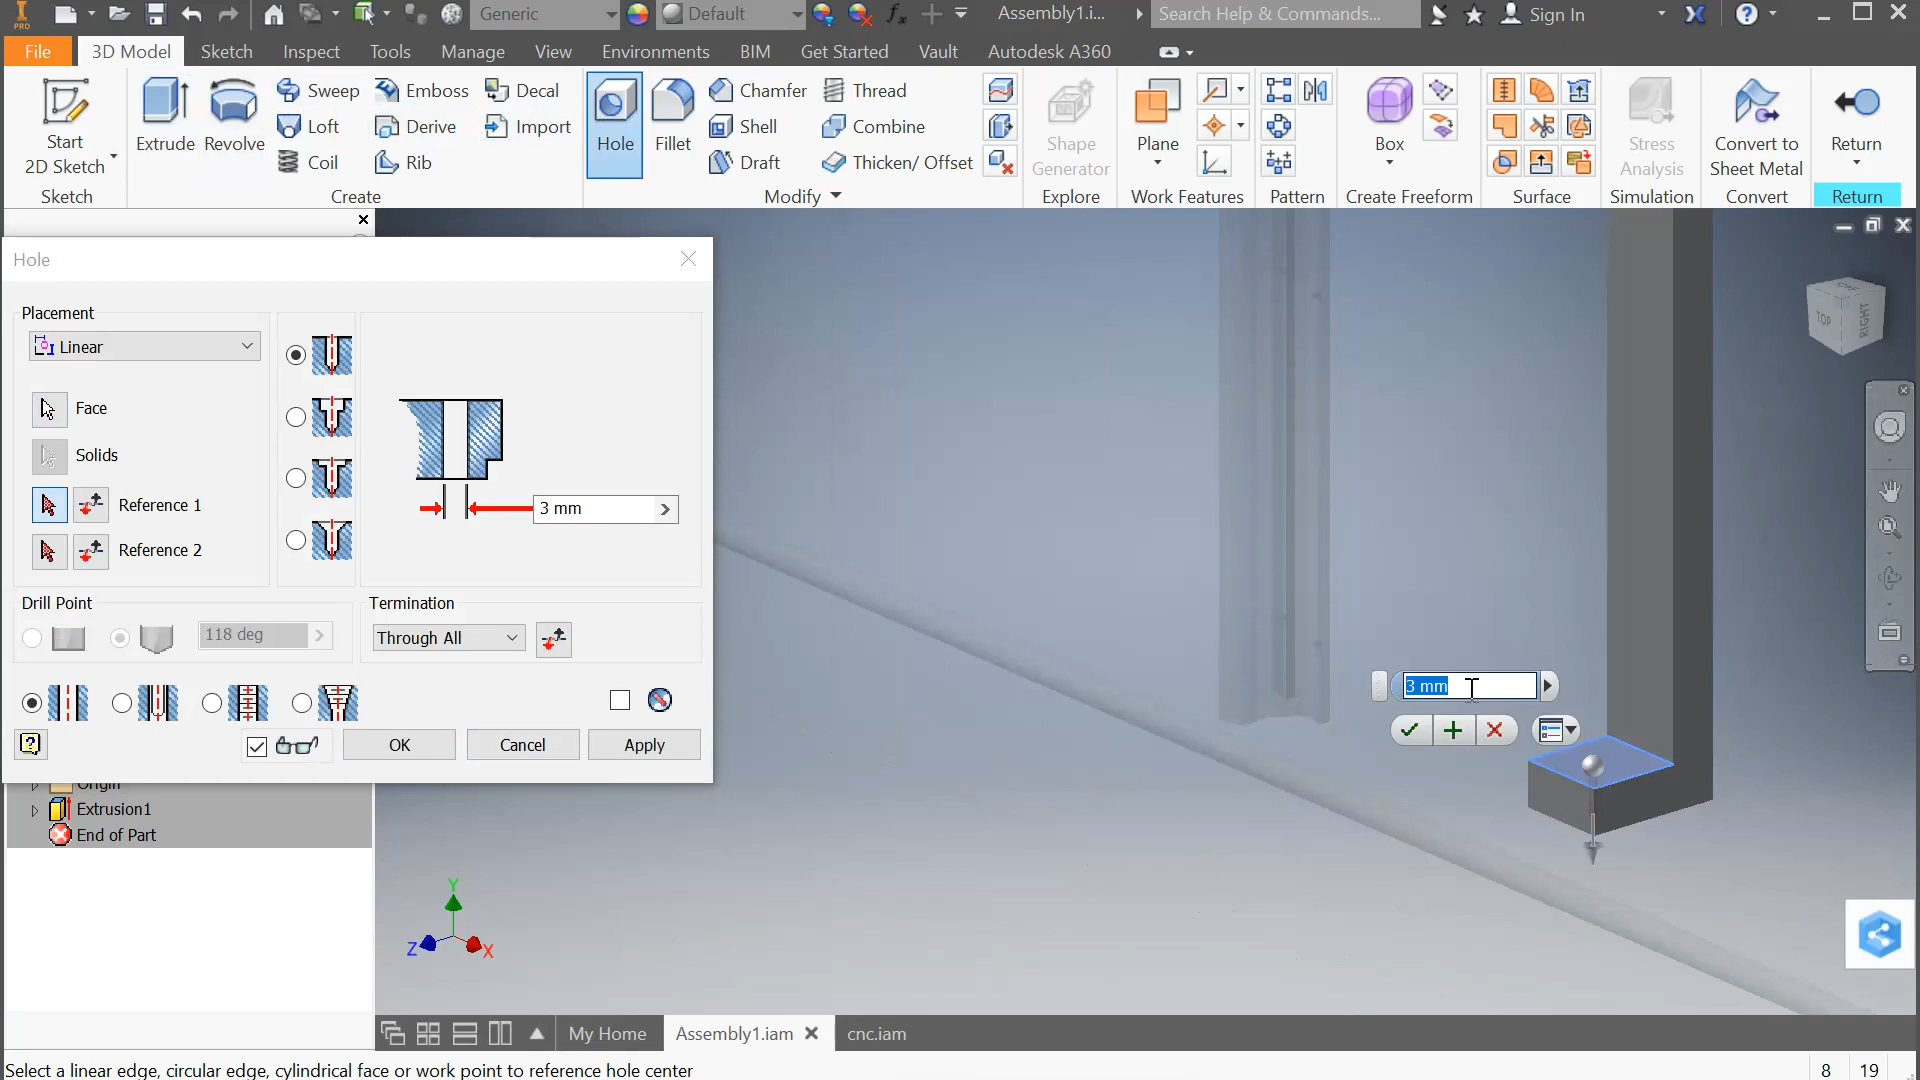 PRO
Generic
Default
Assembly1.i...
Search Help & Commands...
Sign In
File
3D Model
Sketch
Inspect
Tools
Manage
View
Environments
BIM
Get Started
Vault
Autodesk A360
Start
2D Sketch
Extrude
Revolve
Sweep
Loft
Coil
Emboss
Derive
Rib
Decal
Import
Hole
Fillet
Chamfer
Shell
Draft
Thread
Combine
Thicken/ Offset
Shape
Generator
Plane
Box
Stress
Analysis
Convert to
Sheet Metal
Return
Sketch
Create
Modify
Explore
Work Features
Pattern
Create Freeform
Surface
Simulation
Convert
Return
Hole
Placement
Linear
Face
Solids
Reference 1
Reference 2
3 mm
Drill Point
118 deg
Termination
Through All
OK
Cancel
Apply
Origin
Extrusion1
End of Part
3 mm
TOP
RIGHT
Y
Z
X
My Home
Assembly1.iam
cnc.iam
Select a linear edge, circular edge, cylindrical face or work point to reference hole center
8
19